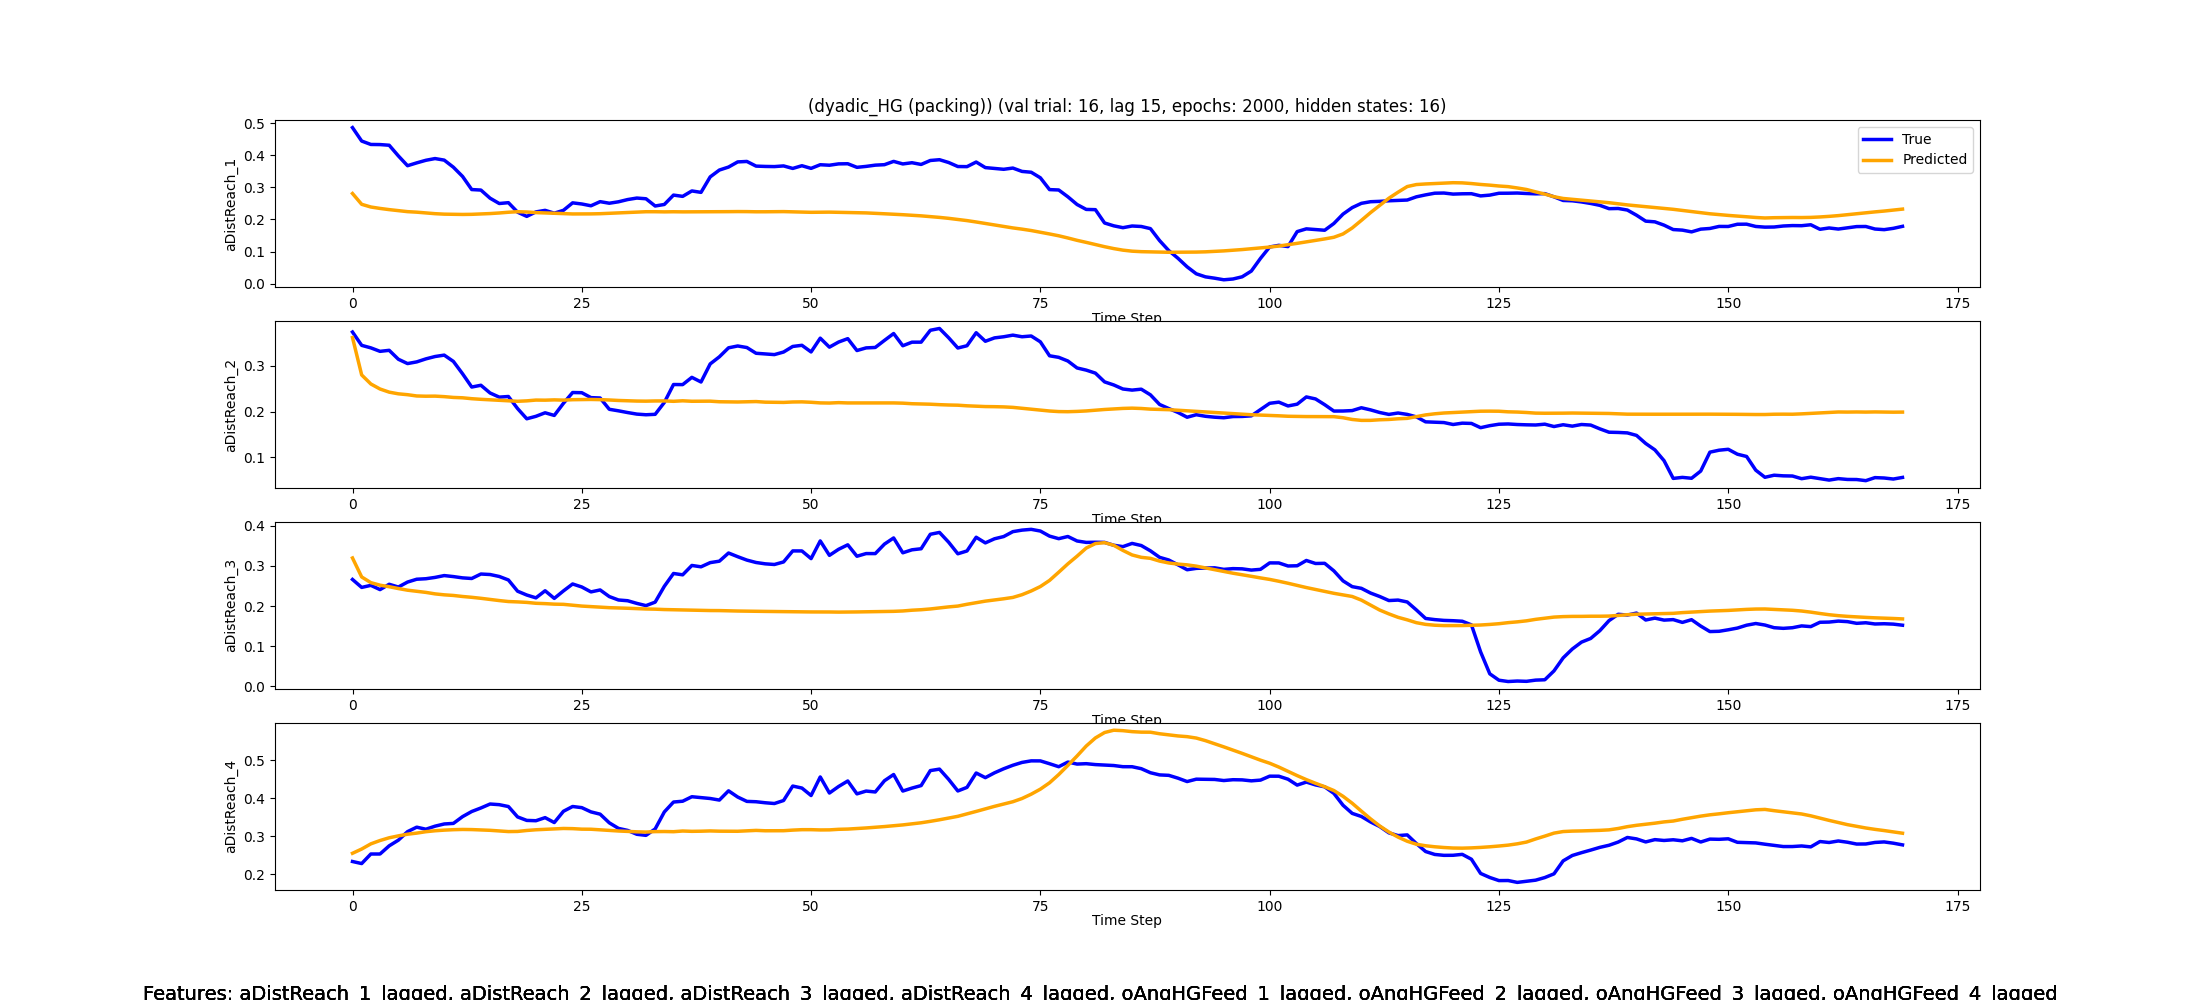 (dyadic_HG (packing)) (val trial: 16, lag 15, epochs: 2000, hidden states: 16)
True
Predicted
aDistReach_1
0.5
0.4
0.3
0.2
0.1
0.0
0 25 50 75 100 125 150 175
Time Step
aDistReach_2
0.3
0.2
0.1
0 25 50 75 100 125 150 175
Time Step
aDistReach_3
0.4
0.3
0.2
0.1
0.0
0 25 50 75 100 125 150 175
Time Step
aDistReach_4
0.5
0.4
0.3
0.2
0 25 50 75 100 125 150 175
Time Step
Features: aDistReach_1_lagged, aDistReach_2_lagged, aDistReach_3_lagged, aDistReach_4_lagged, oAngHGFeed_1_lagged, oAngHGFeed_2_lagged, oAngHGFeed_3_lagged, oAngHGFeed_4_lagged